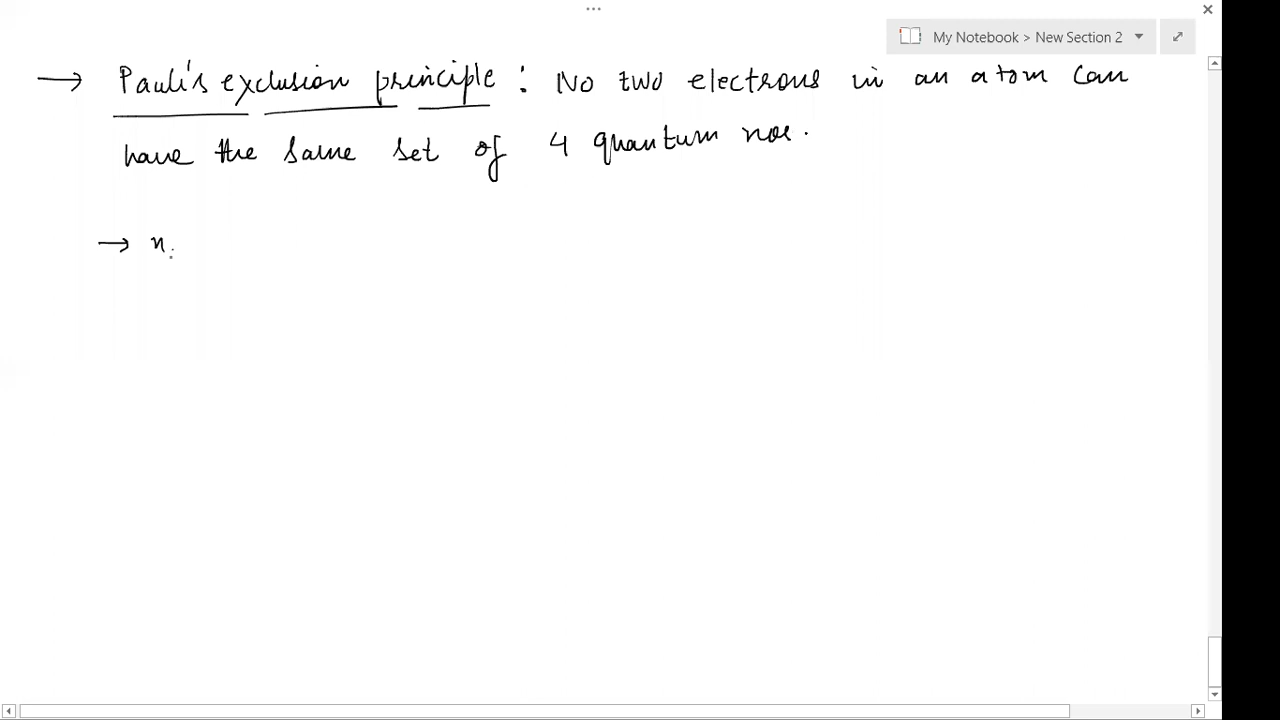 My Notebook > New Section 2
→ Pauli's exclusion principle : No two electrons in an atom can
have the same set of 4 quantum nos.
→ n